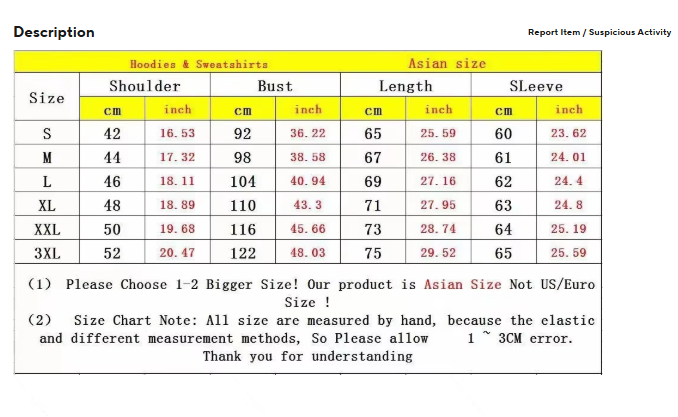 Description
Report Item / Suspicious Activity
Hoodies & Sweatshirts Asian size
Size Shoulder Bust Length SLeeve
cm inch cm inch cm inch cm inch
S 42 16.53 92 36.22 65 25.59 60 23.62
M 44 17.32 98 38.58 67 26.38 61 24.01
L 46 18.11 104 40.94 69 27.16 62 24.4
XL 48 18.89 110 43.3 71 27.95 63 24.8
XXL 50 19.68 116 45.66 73 28.74 64 25.19
3XL 52 20.47 122 48.03 75 29.52 65 25.59
(1) Please Choose 1-2 Bigger Size! Our product is Asian Size Not US/Euro
Size !
(2) Size Chart Note: All size are measured by hand, because the elastic
and different measurement methods, So Please allow 1 ~ 3CM error.
Thank you for understanding